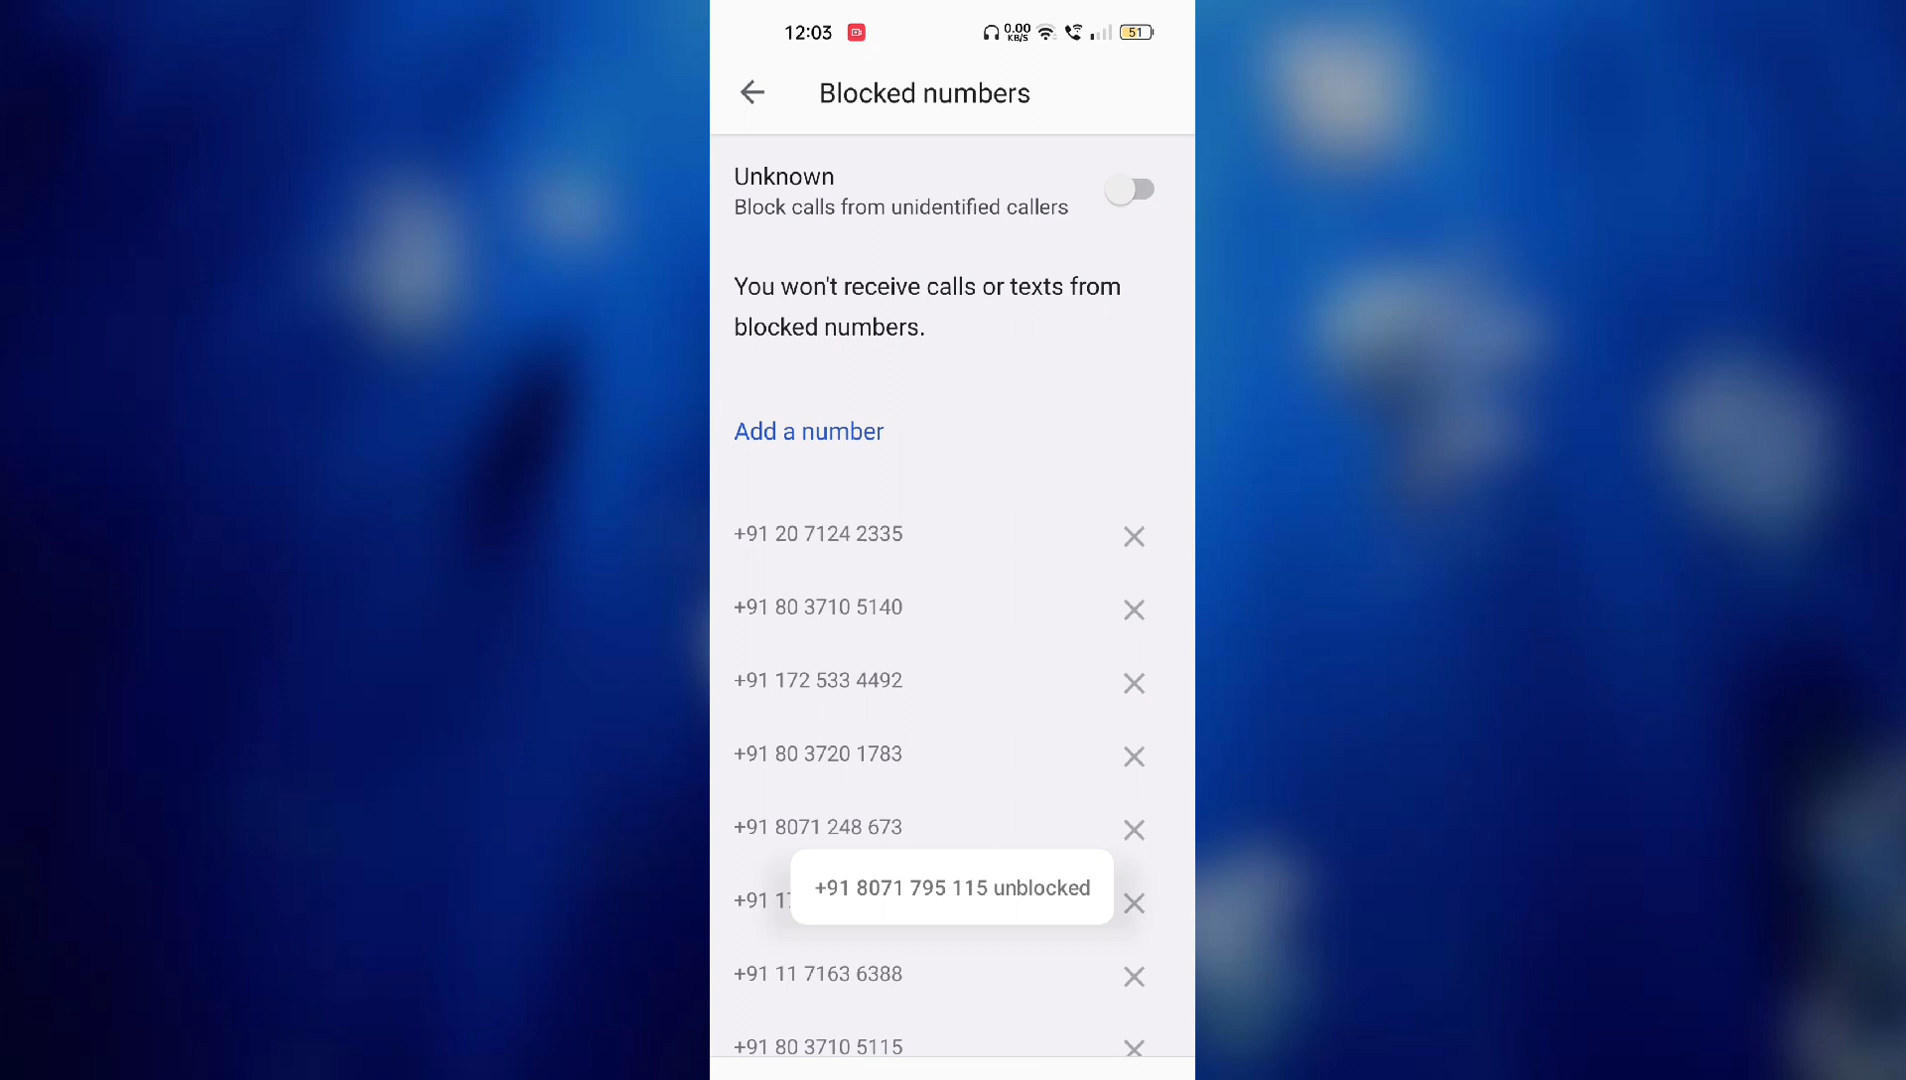 12:03
0.00
KB/S
51
Blocked numbers
Unknown
Block calls from unidentified callers
You won't receive calls or texts from
blocked numbers.
Add a number
+91 20 7124 2335
+91 80 3710 5140
+91 172 533 4492
+91 80 3720 1783
+91 8071 248 673
+91 8071 795 115 unblocked
+91
+91 11 7163 6388
+91 80 3710 5115